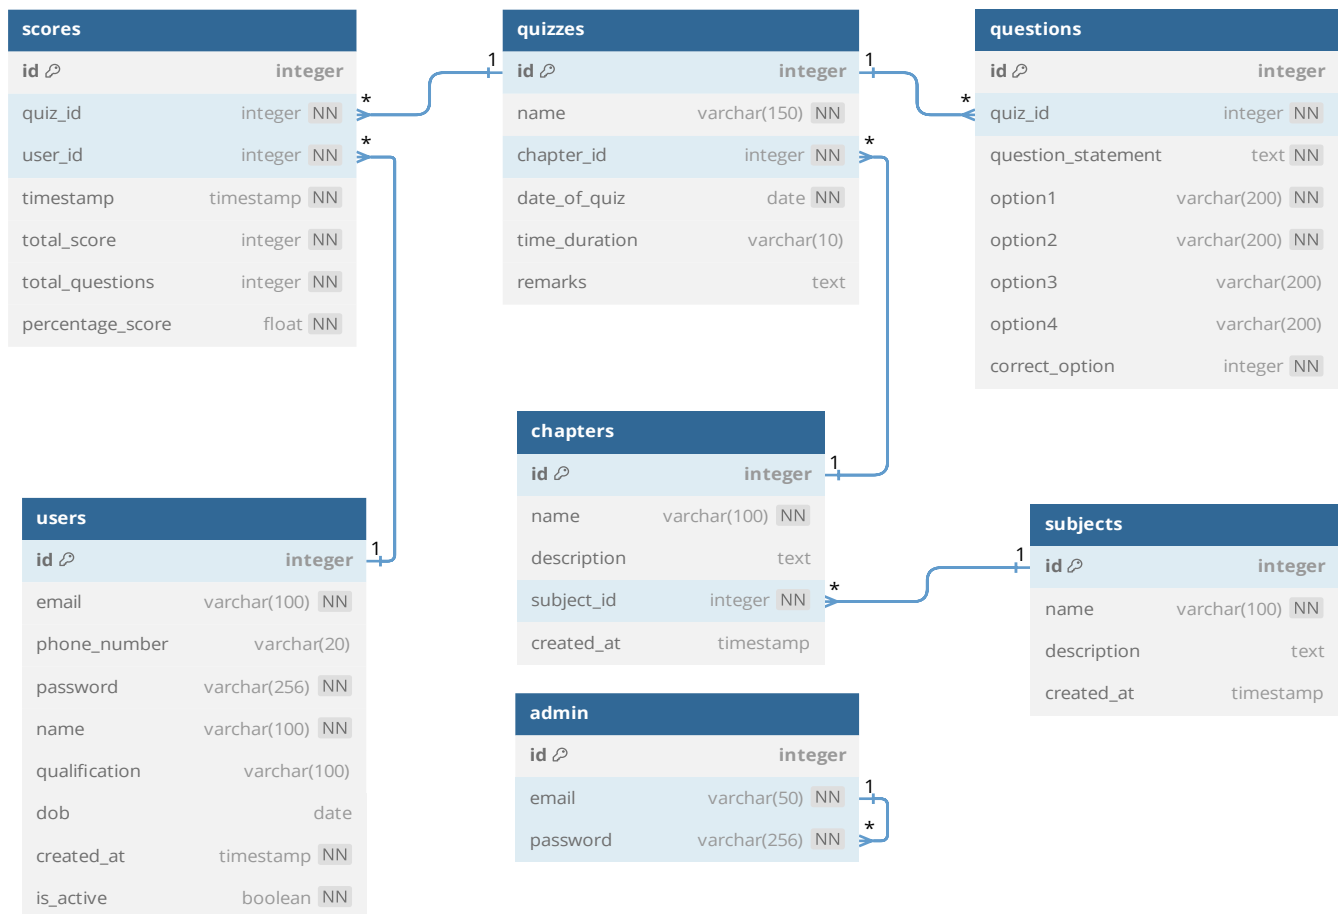 scores
id integer
quiz_id integer NN
user_id integer NN
timestamp timestamp NN
total_score integer NN
total_questions integer NN
percentage_score float NN
1
*
*
quizzes
id integer
name varchar(150) NN
chapter_id integer NN
date_of_quiz date NN
time_duration varchar(10)
remarks text
1
*
*
questions
id integer
quiz_id integer NN
question_statement text NN
option1 varchar(200) NN
option2 varchar(200) NN
option3 varchar(200)
option4 varchar(200)
correct_option integer NN
users
id integer
email varchar(100) NN
phone_number varchar(20)
password varchar(256) NN
name varchar(100) NN
qualification varchar(100)
dob date
created_at timestamp NN
is_active boolean NN
1
chapters
id integer
name varchar(100) NN
description text
subject_id integer NN
created_at timestamp
1
*
1
subjects
id integer
name varchar(100) NN
description text
created_at timestamp
admin
id integer
email varchar(50) NN
password varchar(256) NN
1
*